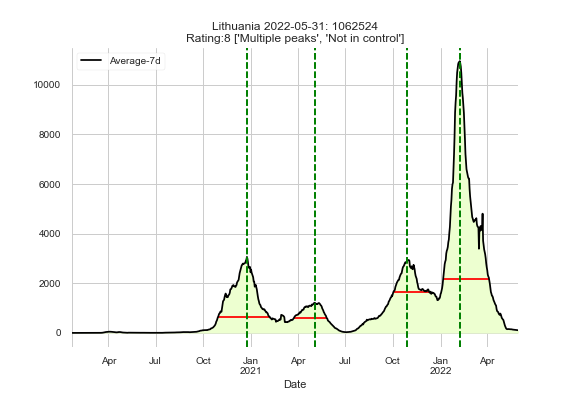 Lithuania 2022-05-31: 1062524
Rating:8 ['Multiple peaks', 'Not in control']
Average-7d
10000
8000
6000
4000
2000
0
Apr Jul Oct Jan Apr Jul Oct Jan Apr
2021 2022
Date